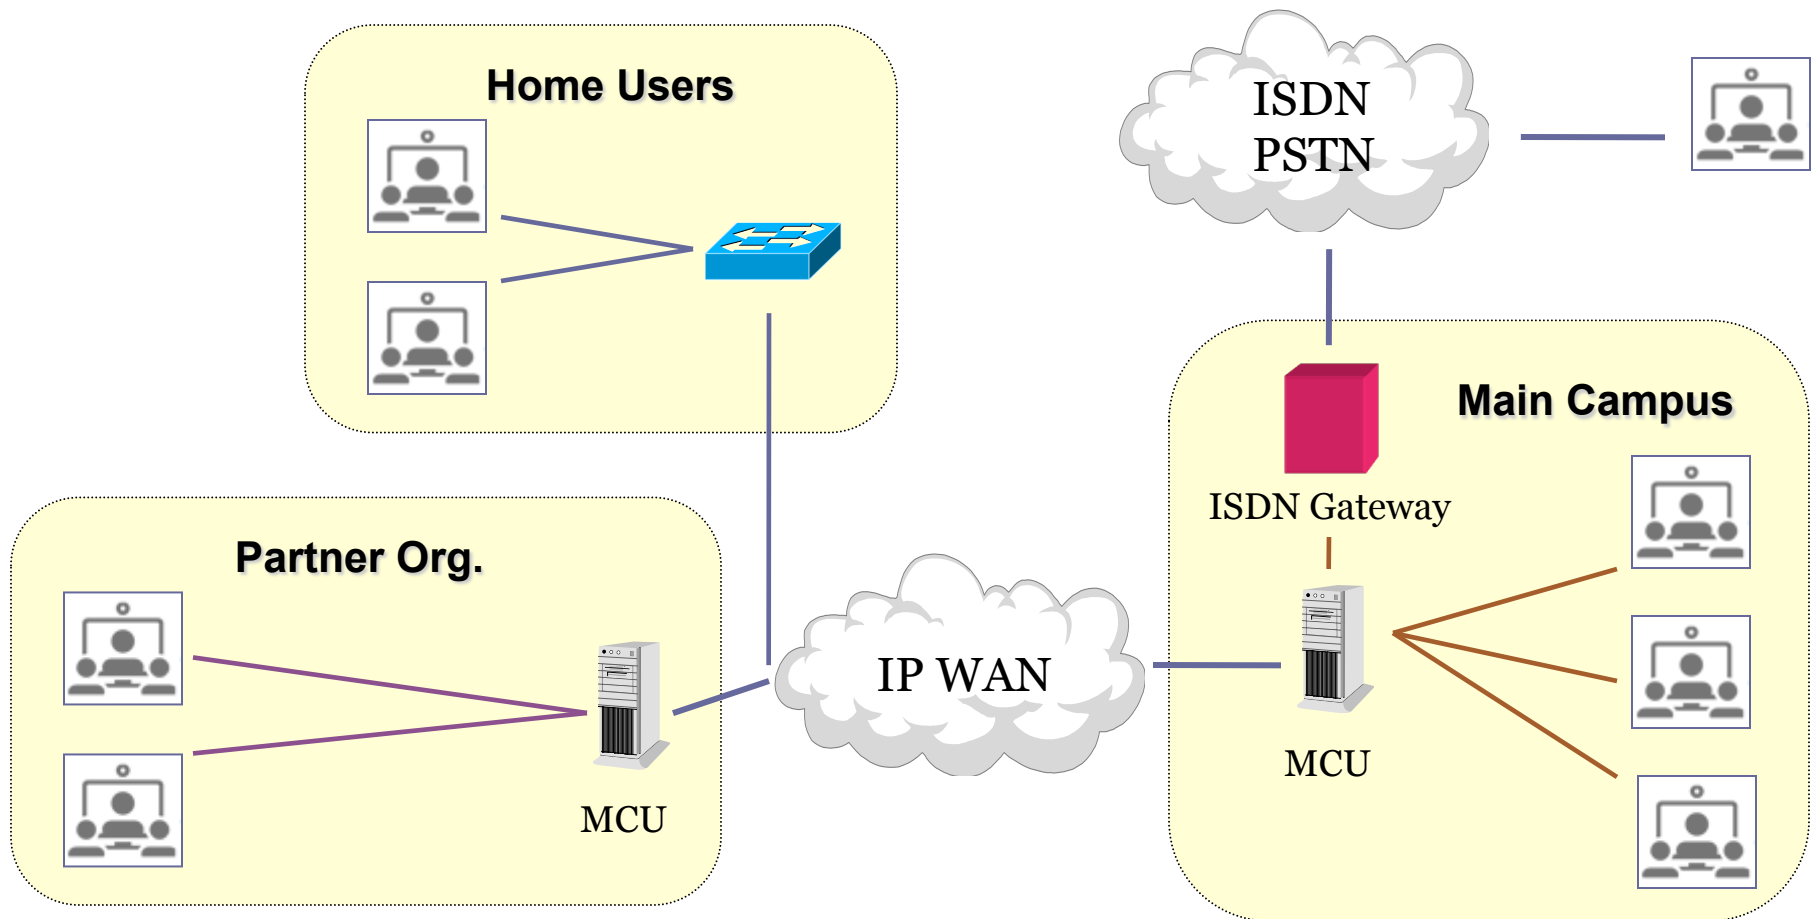 Home Users
ISDN
PSTN
Main Campus
ISDN Gateway
Partner Org.
IP WAN
MCU
MCU